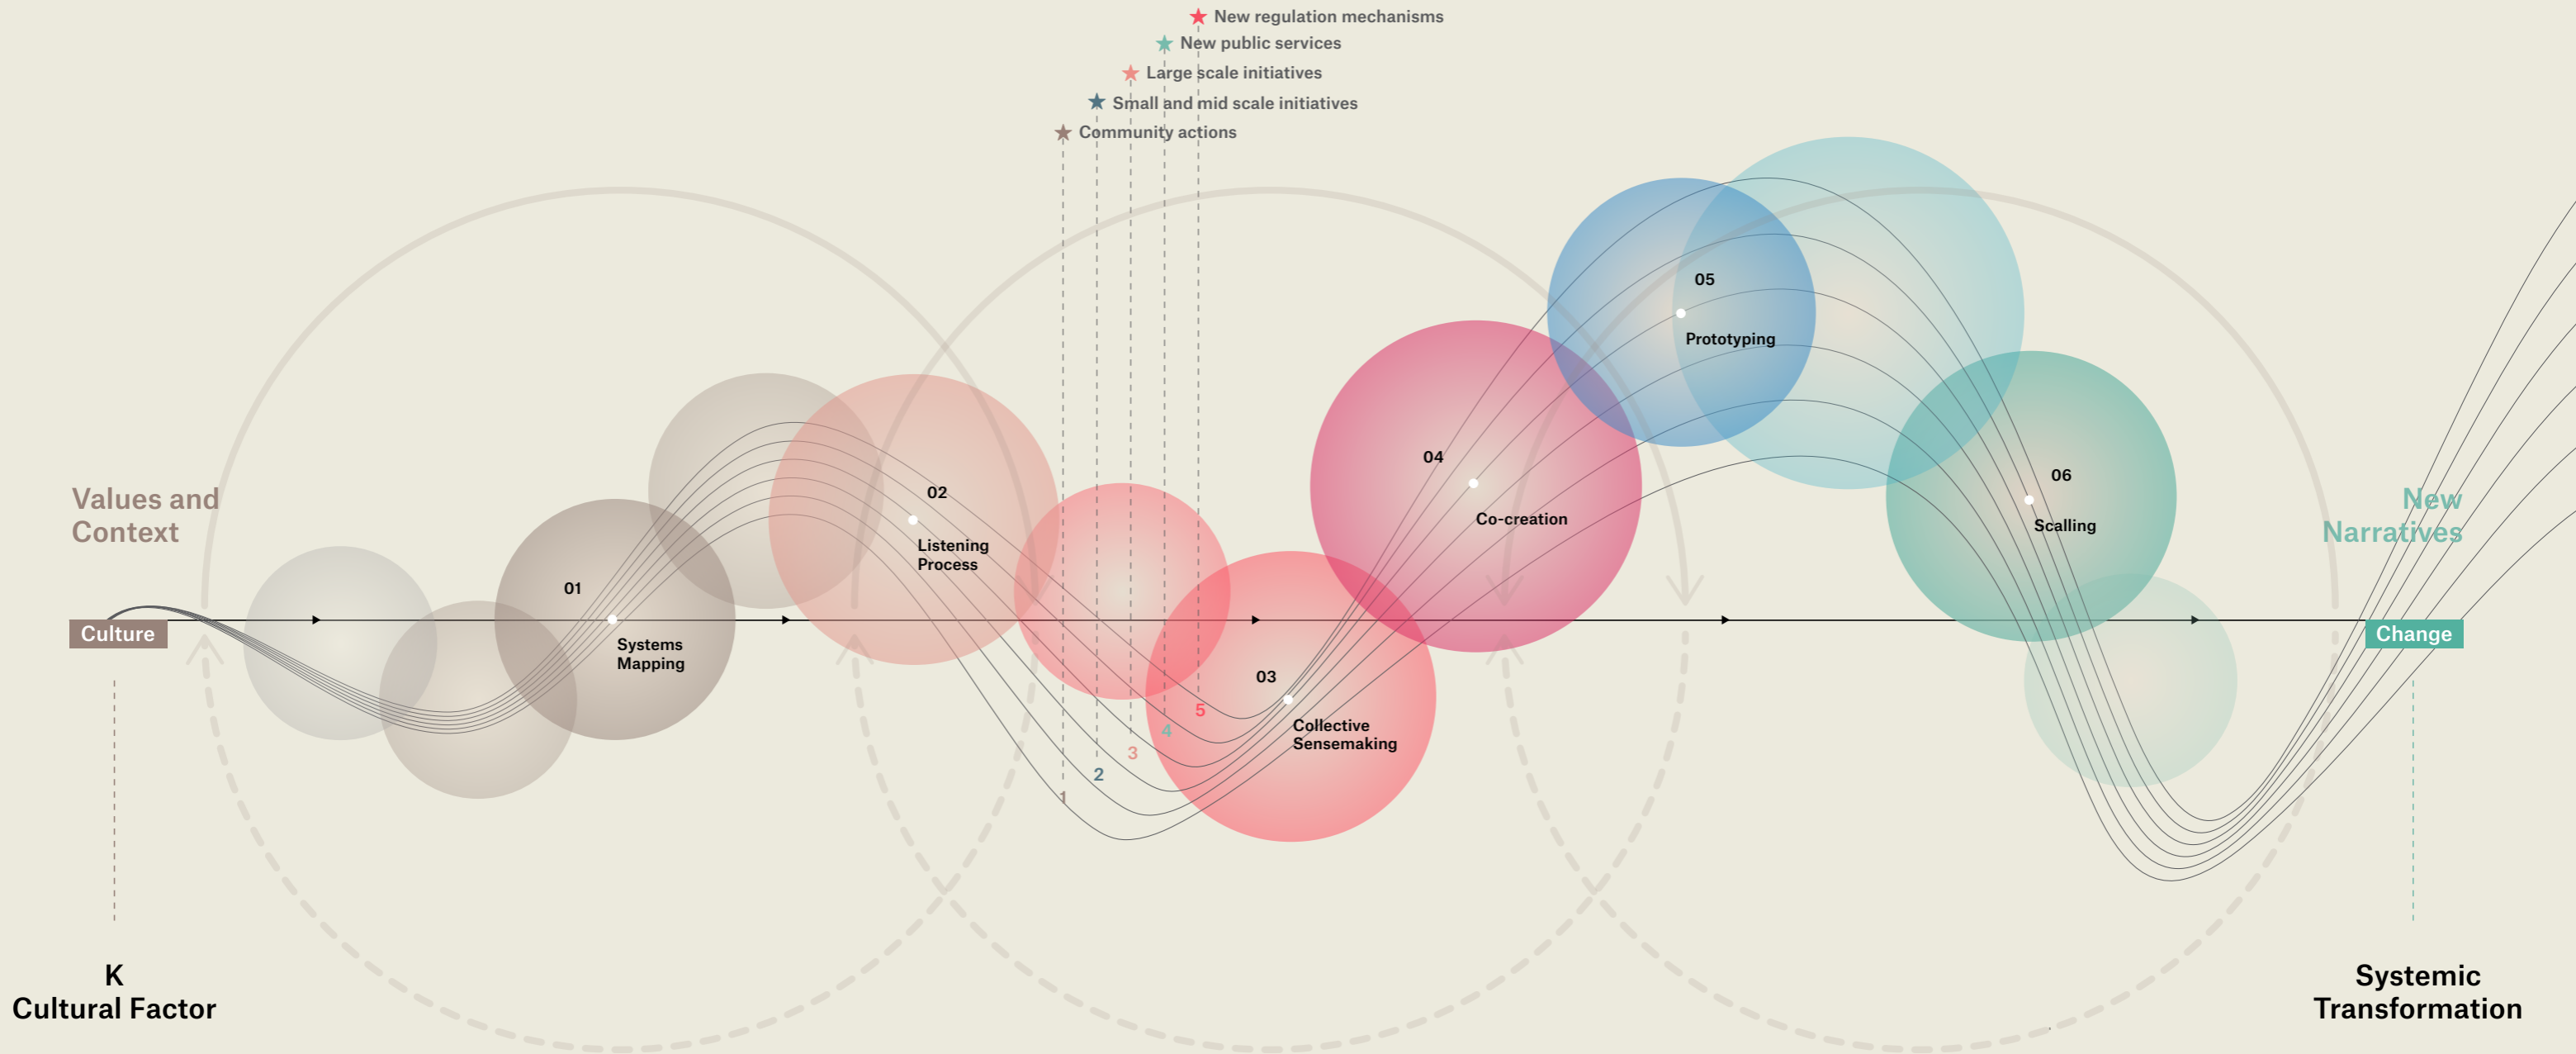 New regulation mechanisms
New public services
Large scale initiatives
Small and mid scale initiatives
Community actions
Values and
Context
Culture
K
Cultural Factor
01
Systems
Mapping
02
Listening
Process
1
2
3
4
5
03
Collective
Sensemaking
04
Co-creation
05
Prototyping
06
Scalling
New
Narratives
Change
Systemic
Transformation